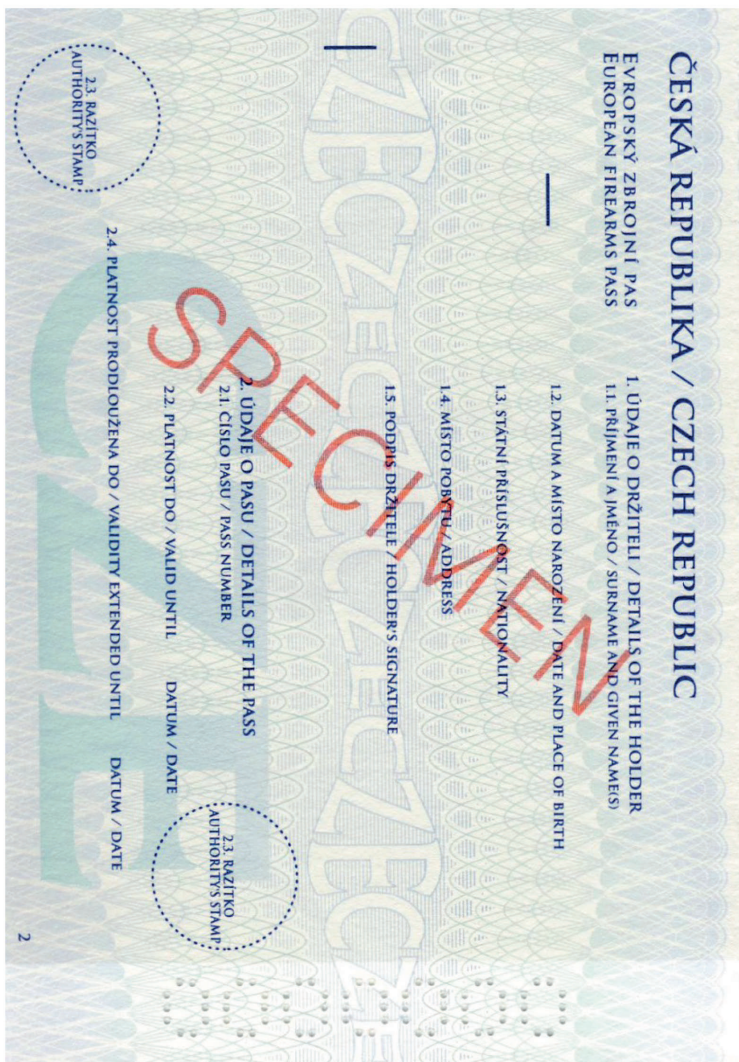 ČESKÁ REPUBLIKA / CZECH REPUBLIC
EVROPSKÝ ZBROJNÍ PAS
EUROPEAN FIREARMS PASS
1. ÚDAJE O DRŽITELI / DETAILS OF THE HOLDER
1.1. PŘÍJMENÍ A JMÉNO / SURNAME AND GIVEN NAME(S)
1.2. DATUM A MÍSTO NAROZENÍ / DATE AND PLACE OF BIRTH
1.3. STÁTNÍ PŘÍSLUŠNOST / NATIONALITY
1.4. MÍSTO POBYTU / ADDRESS
1.5. PODPIS DRŽITELE / HOLDER'S SIGNATURE
SPECIMEN
2. ÚDAJE O PASU / DETAILS OF THE PASS
2.1. ČÍSLO PASU / PASS NUMBER
2.2. PLATNOST DO / VALID UNTIL DATUM / DATE
2.3. RAZÍTKO
AUTHORITY'S STAMP
2.4. PLATNOST PRODLOUŽENA DO / VALIDITY EXTENDED UNTIL DATUM / DATE
2.3. RAZÍTKO
AUTHORITY'S STAMP
CZECZECZECZECZECZE
CZE
2